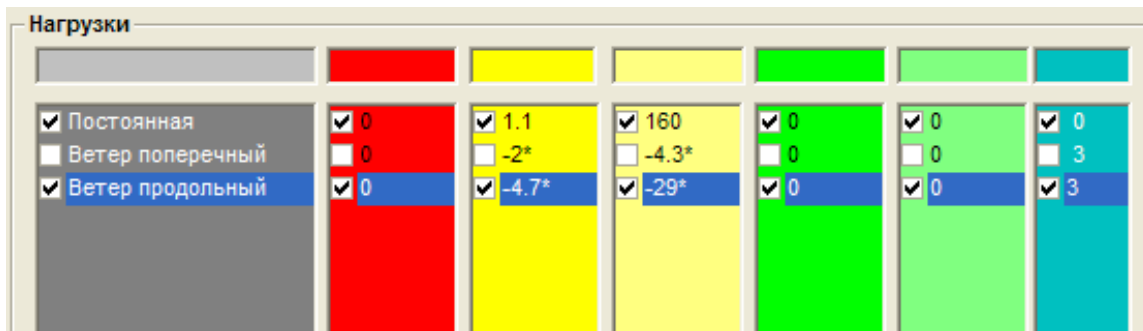 Нагрузки
Постоянная 0 1.1 160 0 0 0
Ветер поперечный 0 -2* -4.3* 0 0 3
Ветер продольный 0 -4.7* -29* 0 0 3